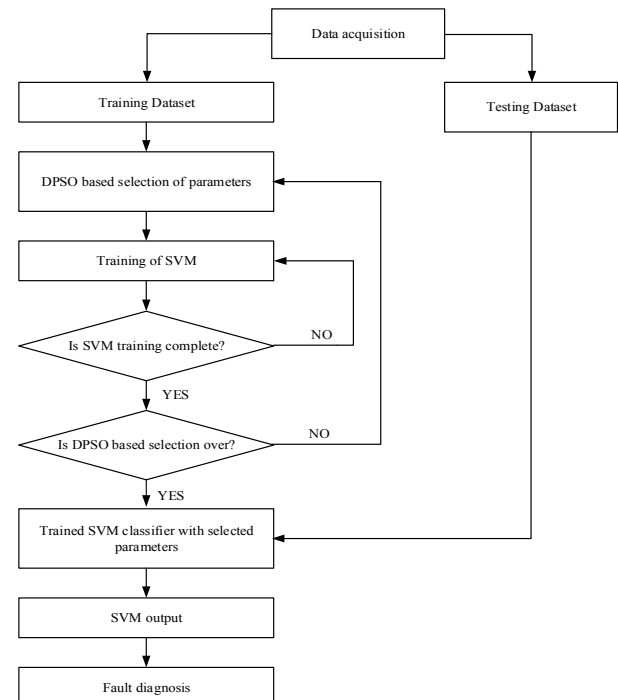 Data acquisition
Training Dataset
Testing Dataset
DPSO based selection of parameters
Training of SVM
Is SVM training complete?
NO
YES
Is DPSO based selection over?
NO
YES
Trained SVM classifier with selected
parameters
SVM output
Fault diagnosis